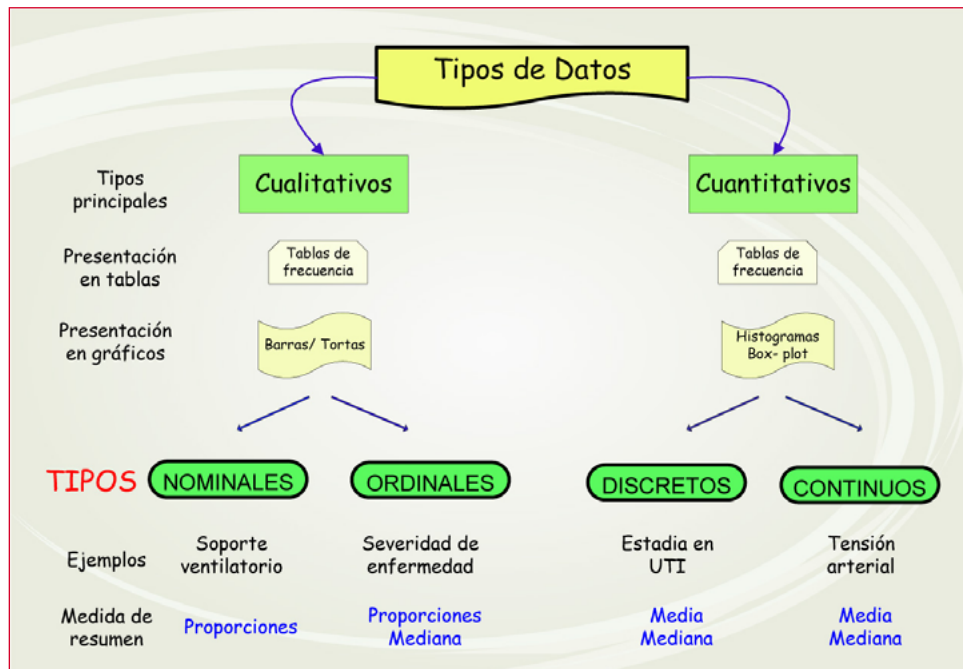 Tipos de Datos
Tipos
principales
Cualitativos
Cuantitativos
Presentación
en tablas
Tablas de
frecuencia
Tablas de
frecuencia
Presentación
en gráficos
Barras/ Tortas
Histogramas
Box- plot
TIPOS
NOMINALES
ORDINALES
DISCRETOS
CONTINUOS
Ejemplos
Soporte
ventilatorio
Severidad de
enfermedad
Estadia en
UTI
Tensión
arterial
Medida de
resumen
Proporciones
Proporciones
Mediana
Media
Mediana
Media
Mediana